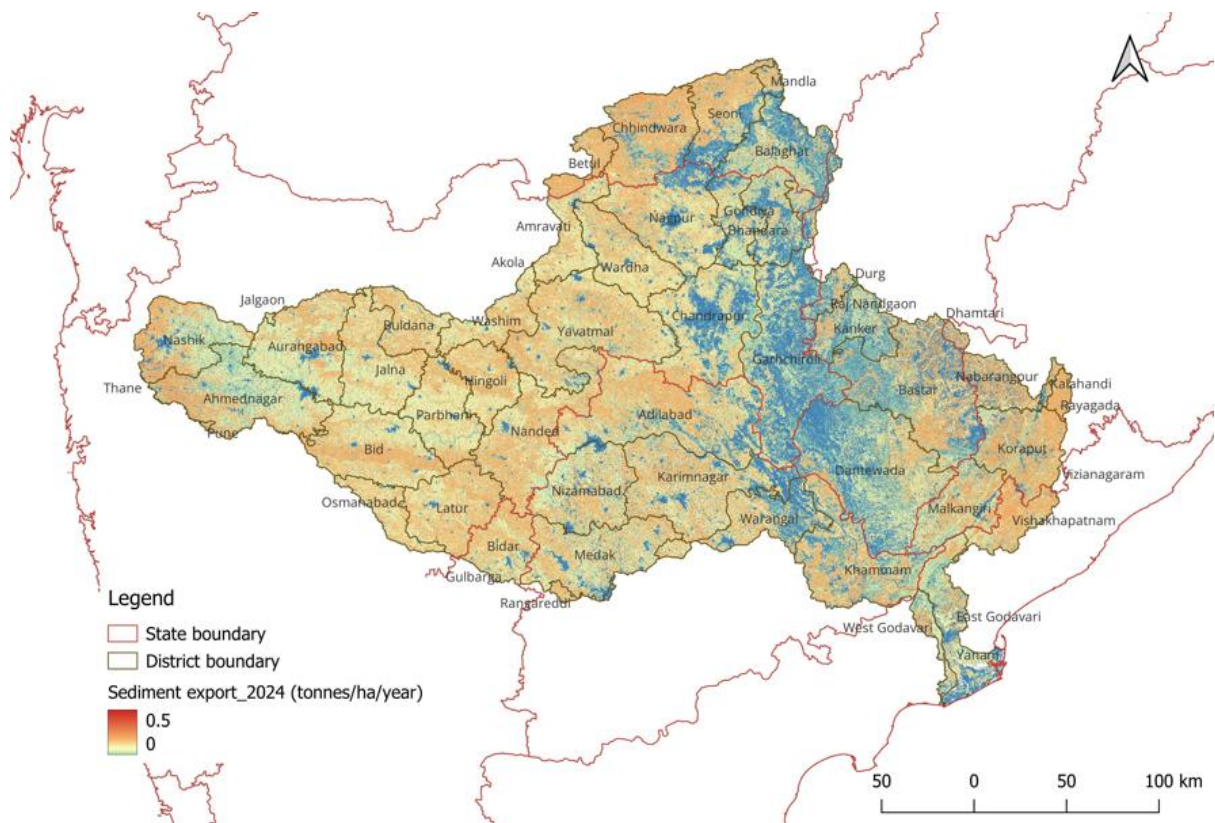 Mandla
Seoni
Chhindwara
Balaghat
Betul
Gondiya
Nagpur
Bhandara
Amravati
Akola
Wardha
Durg
Jalgaon
Raj Nandgaon
Buldana
Washim
Dhamtari
Chandrapur
Kanker
Yavatmal
Nashik
Aurangabad
Garhchiroli
Jalna
Hingoli
Nabarangpur
Kalahandi
Thane
Bastar
Ahmednagar
Rayagada
Parbhani
Adilabad
Pune
Nanded
Bid
Koraput
Dantewada
Karimnagar
Vizianagaram
Nizamabad
Osmanabad
Latur
Malkangiri
Warangal
Vishakhapatnam
Bidar
Medak
Khammam
Gulbarga
Rangareddi
East Godavari
West Godavari
Yanam
Legend
State boundary
District boundary
Sediment export_2024 (tonnes/ha/year)
0.5
0
50 0 50 100 km